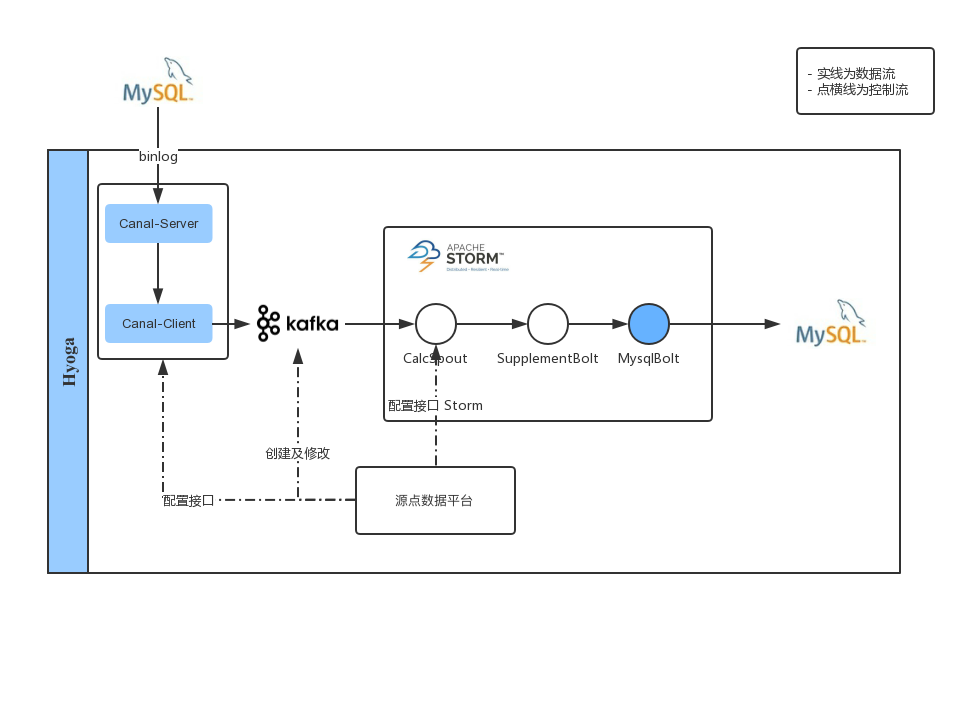 MySQL™
- 实线为数据流
- 点横线为控制流
binlog
Canal-Server
APACHE
STORM™
Distributed • Resilient • Real-time
Canal-Client
kafka
MySQL™
Hyoga
CalcSpout
SupplementBolt
MysqlBolt
配置接口 Storm
创建及修改
配置接口
源点数据平台